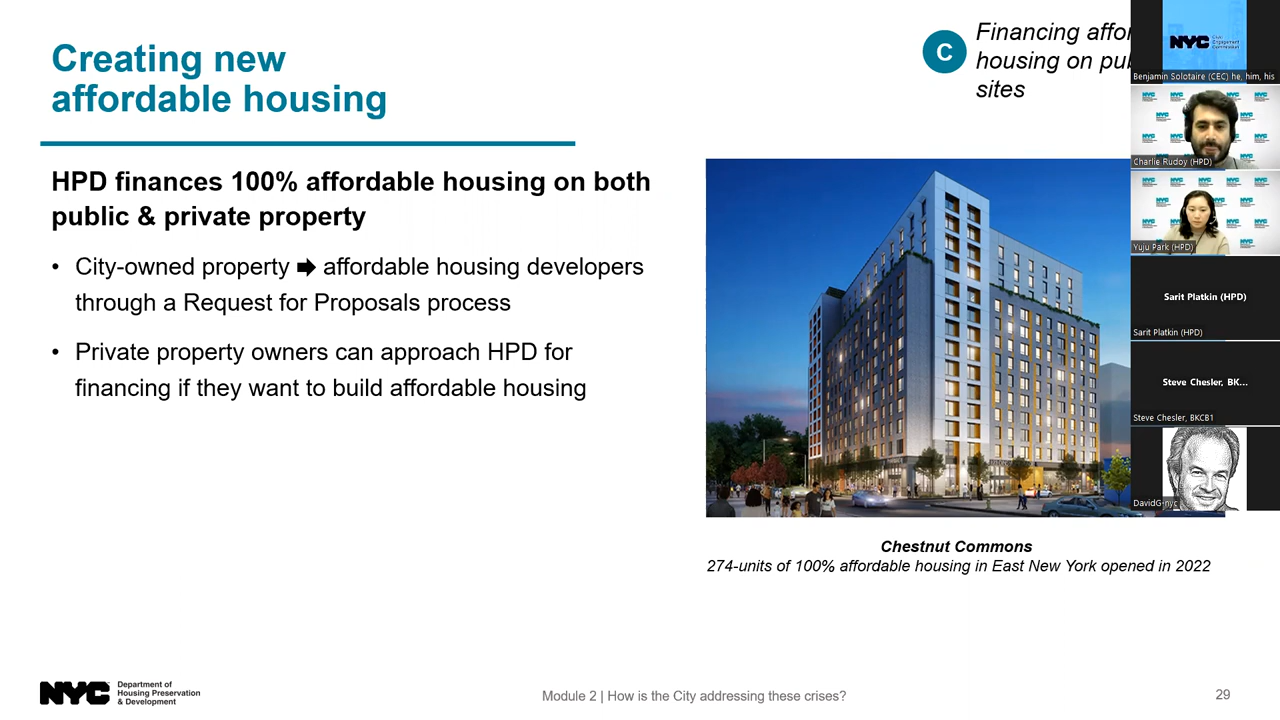 Creating new
affordable housing
C
Financing affor
housing on pu
sites
HPD finances 100% affordable housing on both
public & private property
• City-owned property ➡ affordable housing developers
through a Request for Proposals process
• Private property owners can approach HPD for
financing if they want to build affordable housing
Chestnut Commons
274-units of 100% affordable housing in East New York opened in 2022
NYC
Department of
Housing Preservation
& Development
Module 2 | How is the City addressing these crises?
29
NYC
Civic
Engagement
Commission
Benjamin Solotaire (CEC) he, him, his
Charlie Rudoy (HPD)
Yuju Park (HPD)
Sarit Platkin (HPD)
Sarit Platkin (HPD)
Steve Chesler, BK...
Steve Chesler, BKCB1
DavidG-nyc